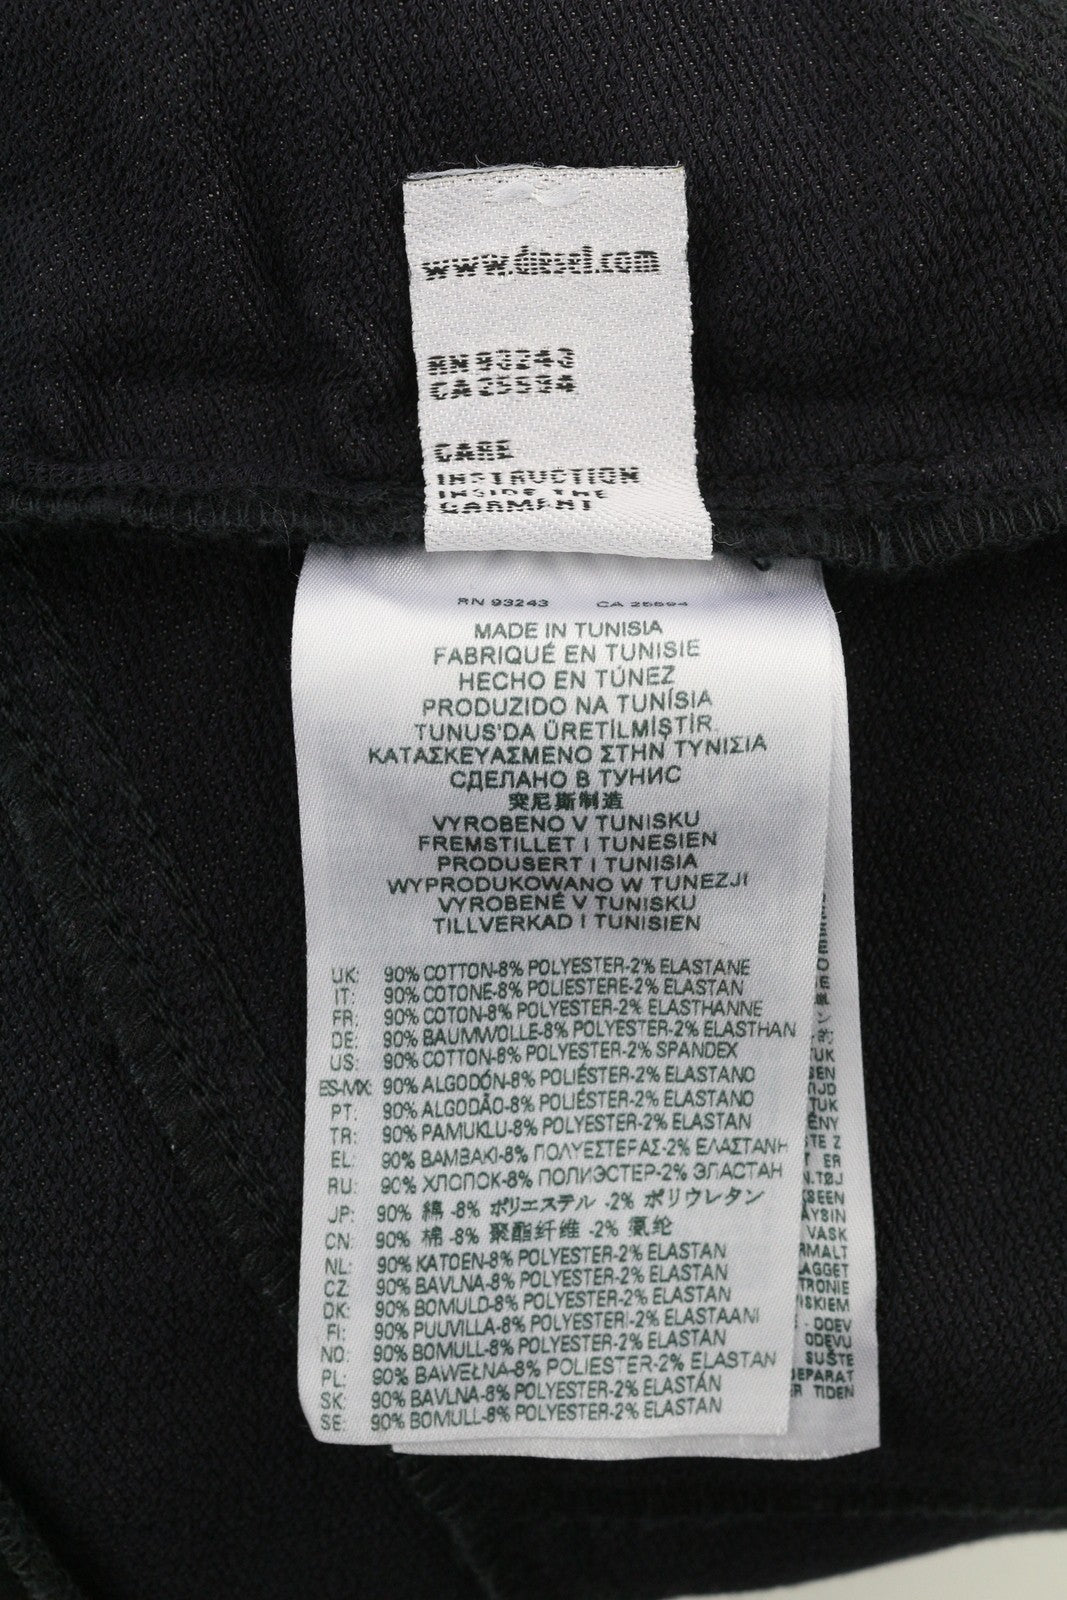 www.diesel.com
RN 93243
CA 25594
CARE
INSTRUCTION
INSIDE THE
GARMENT
RN 93243 CA 25594
MADE IN TUNISIA
FABRIQUÉ EN TUNISIE
HECHO EN TÚNEZ
PRODUZIDO NA TUNÍSIA
TUNUS'DA ÜRETİLMİŞTİR
ΚΑΤΑΣΚΕΥΑΣΜΕΝΟ ΣΤΗΝ ΤΥΝΙΣΙΑ
СДЕЛАНО В ТУНИС
突尼斯制造
VYROBENO V TUNISKU
FREMSTILLET I TUNESIEN
PRODUSERT I TUNISIA
WYPRODUKOWANO W TUNEZJI
VYROBENÉ V TUNISKU
TILLVERKAD I TUNISIEN
UK: 90% COTTON-8% POLYESTER-2% ELASTANE
IT: 90% COTONE-8% POLIESTERE-2% ELASTAN
FR: 90% COTON-8% POLYESTER-2% ELASTHANNE
DE: 90% BAUMWOLLE-8% POLYESTER-2% ELASTHAN
US: 90% COTTON-8% POLYESTER-2% SPANDEX
ES-MX: 90% ALGODÓN-8% POLIÉSTER-2% ELASTANO
PT: 90% ALGODÃO-8% POLIÉSTER-2% ELASTANO
TR: 90% PAMUKLU-8% POLYESTER-2% ELASTAN
EL: 90% ΒΑΜΒΑΚΙ-8% ΠΟΛΥΕΣΤΕΡΑΣ-2% ΕΛΑΣΤΑΝΗ
RU: 90% ХЛОПОК-8% ПОЛИЭСТЕР-2% ЭЛАСТАН
JP: 90% 綿 -8% ポリエステル -2% ポリウレタン
CN: 90% 棉 -8% 聚酯纤维 -2% 氨纶
NL: 90% KATOEN-8% POLYESTER-2% ELASTAN
CZ: 90% BAVLNA-8% POLYESTER-2% ELASTAN
DK: 90% BOMULD-8% POLYESTER-2% ELASTAN
FI: 90% PUUVILLA-8% POLYESTERI-2% ELASTAANI
NO: 90% BOMULL-8% POLYESTER-2% ELASTAN
PL: 90% BAWEŁNA-8% POLIESTER-2% ELASTAN
SK: 90% BAVLNA-8% POLYESTER-2% ELASTÁN
SE: 90% BOMULL-8% POLYESTER-2% ELASTAN
VASK
ODEVU
TIDEN